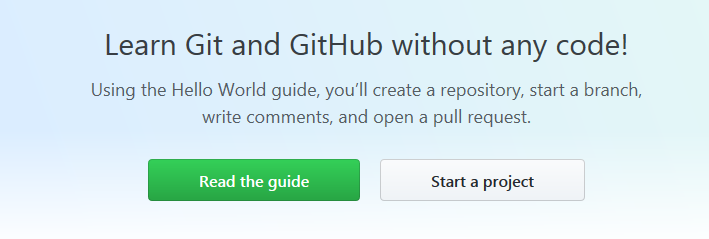 Learn Git and GitHub without any code!
Using the Hello World guide, you’ll create a repository, start a branch,
write comments, and open a pull request.
Read the guide
Start a project